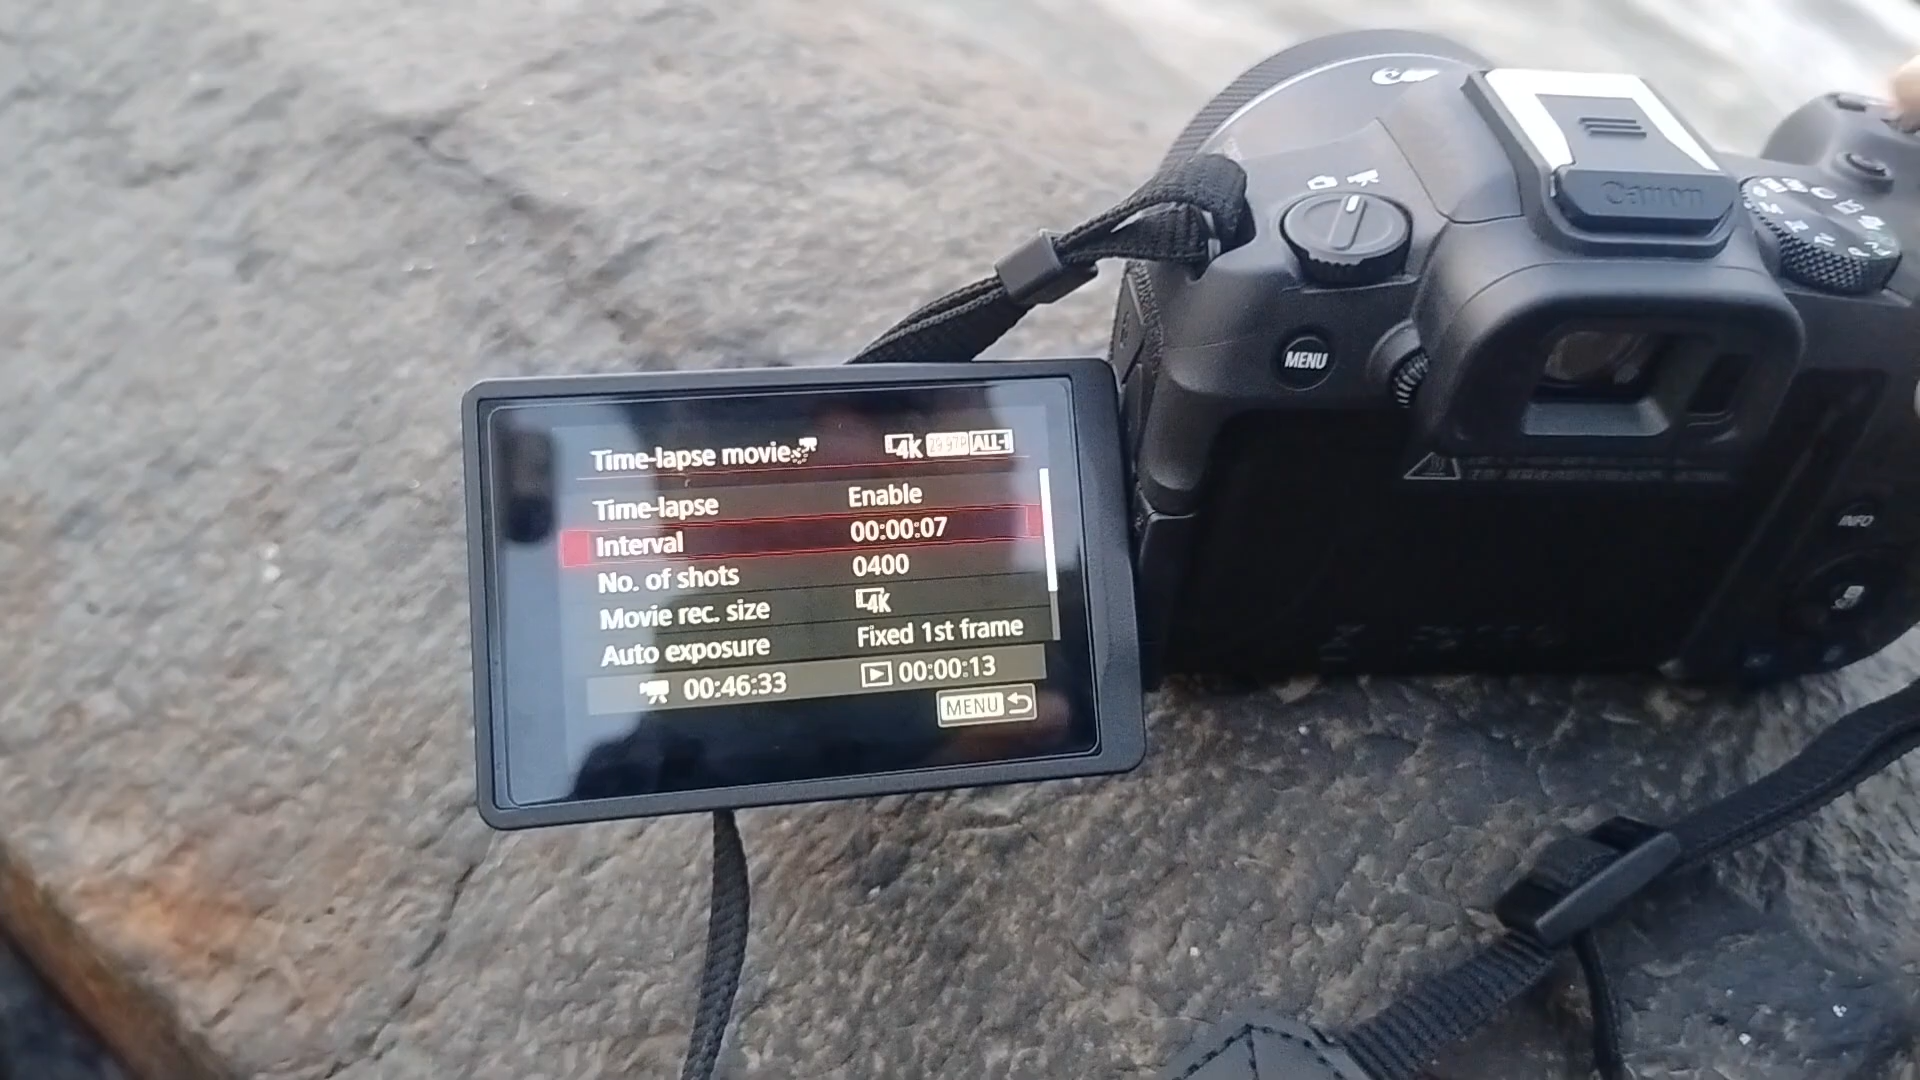 Canon
MENU
Time-lapse movie 4K 29.97P ALL-I
Time-lapse Enable
Interval 00:00:07
No. of shots 0400
Movie rec. size 4K
Auto exposure Fixed 1st frame
00:46:33 00:00:13
MENU
INFO